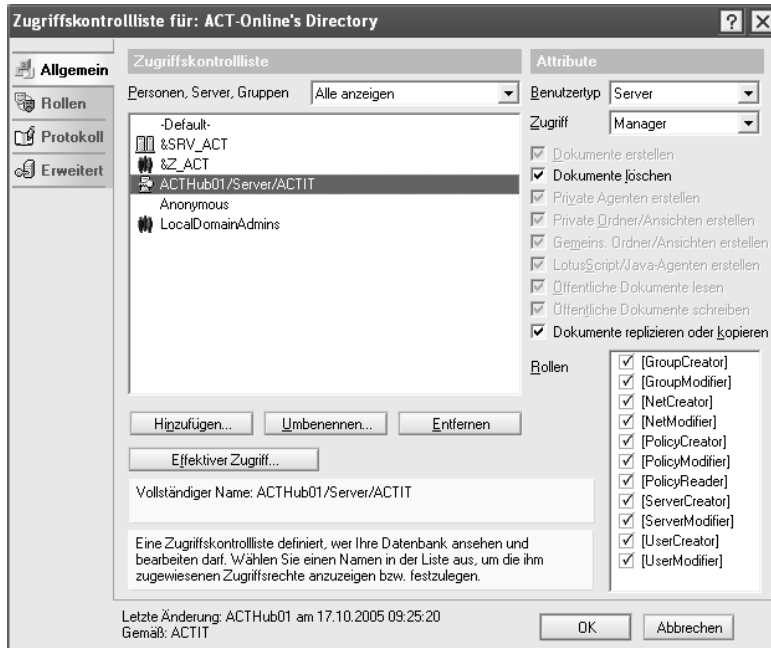 Zugriffskontrollliste für: ACT-Online's Directory
Allgemein
Rollen
Protokoll
Erweitert
Zugriffskontrollliste
Personen, Server, Gruppen
Alle anzeigen
-Default-
&SRV_ACT
&Z_ACT
ACTHub01/Server/ACTIT
Anonymous
LocalDomainAdmins
Hinzufügen...
Umbenennen...
Entfernen
Effektiver Zugriff...
Vollständiger Name: ACTHub01/Server/ACTIT
Eine Zugriffskontrollliste definiert, wer Ihre Datenbank ansehen und
bearbeiten darf. Wählen Sie einen Namen in der Liste aus, um die ihm
zugewiesenen Zugriffsrechte anzuzeigen bzw. festzulegen.
Attribute
Benutzertyp
Server
Zugriff
Manager
Dokumente erstellen
Dokumente löschen
Private Agenten erstellen
Private Ordner/Ansichten erstellen
Gemeins. Ordner/Ansichten erstellen
LotusScript/Java-Agenten erstellen
Öffentliche Dokumente lesen
Öffentliche Dokumente schreiben
Dokumente replizieren oder kopieren
Rollen
[GroupCreator]
[GroupModifier]
[NetCreator]
[NetModifier]
[PolicyCreator]
[PolicyModifier]
[PolicyReader]
[ServerCreator]
[ServerModifier]
[UserCreator]
[UserModifier]
Letzte Änderung: ACTHub01 am 17.10.2005 09:25:20
Gemäß: ACTIT
OK
Abbrechen